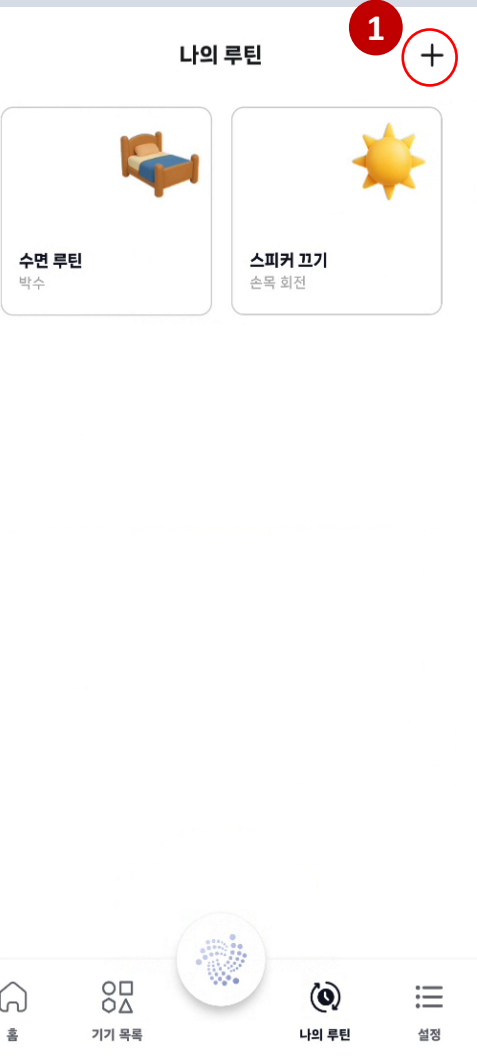 1
나의 루틴
수면 루틴
박수
스피커 끄기
손목 회전
홈
기기 목록
나의 루틴
설정